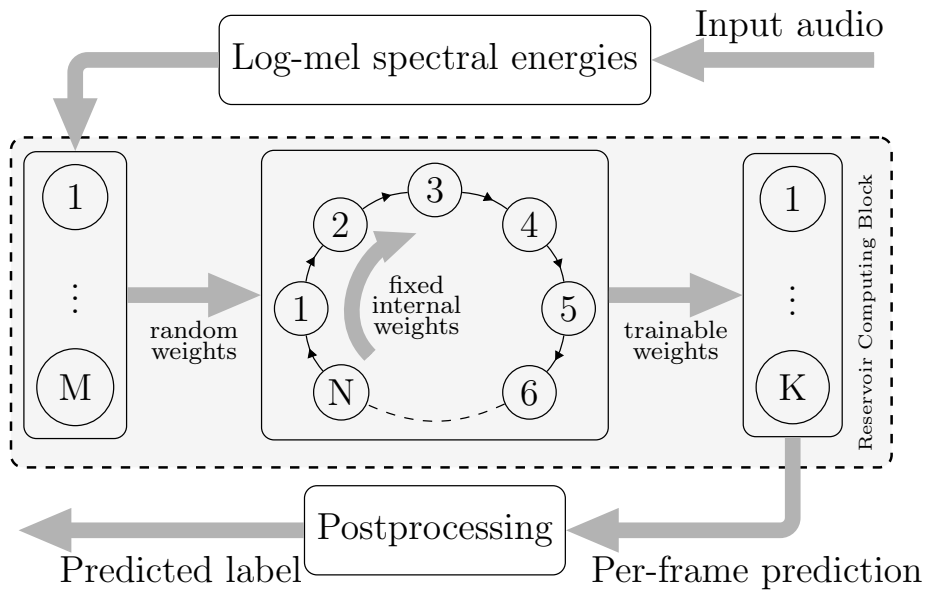 Input audio
Log-mel spectral energies
1
⋮
M
random
weights
1
2
3
4
5
6
N
fixed
internal
weights
trainable
weights
1
⋮
K
Reservoir Computing Block
Postprocessing
Predicted label
Per-frame prediction